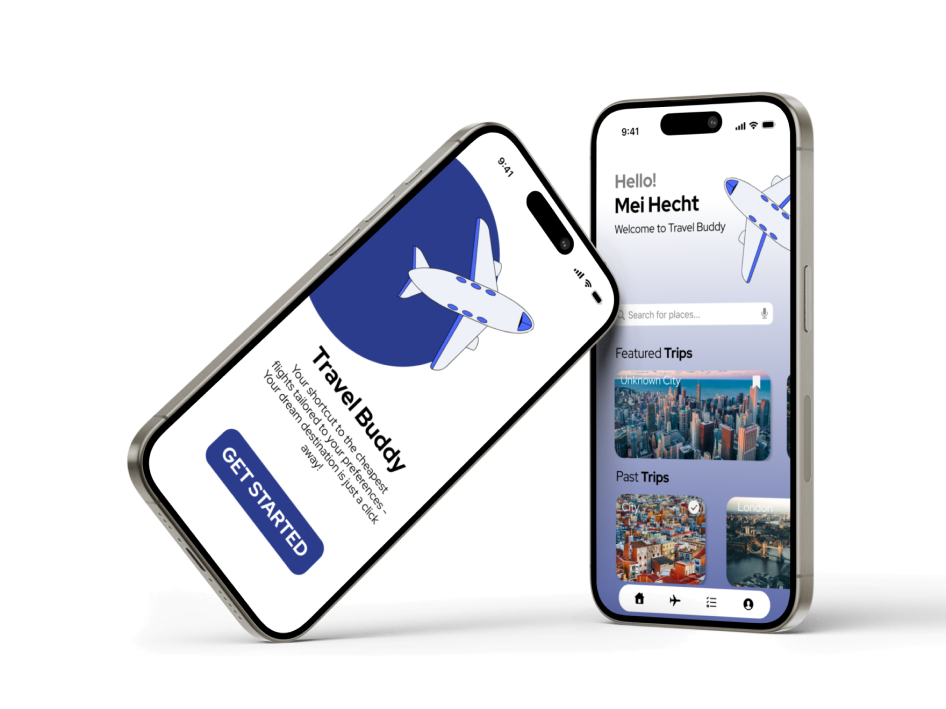 9:41
Travel Buddy
Your shortcut to the cheapest
flights tailored to your preferences -
Your dream destination is just a click
away!
GET STARTED
9:41
Hello!
Mei Hecht
Welcome to Travel Buddy
Search for places...
Featured Trips
Unknown City
Past Trips
City
London